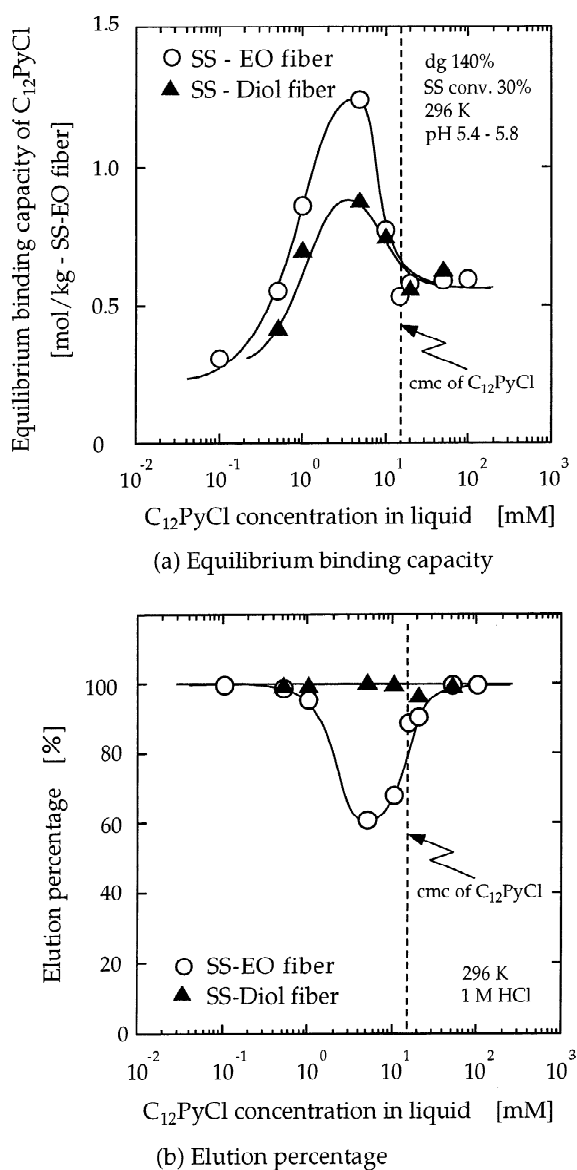 Equilibrium binding capacity of C₁₂PyCl
[mol/kg - SS-EO fiber]
1.5
1.0
0.5
0
SS - EO fiber
SS - Diol fiber
dg 140%
SS conv. 30%
296 K
pH 5.4 - 5.8
cmc of C₁₂PyCl
10⁻² 10⁻¹ 10⁰ 10¹ 10² 10³
C₁₂PyCl concentration in liquid [mM]
(a) Equilibrium binding capacity
Elution percentage [%]
100
80
60
40
20
0
cmc of C₁₂PyCl
SS-EO fiber
SS-Diol fiber
296 K
1 M HCl
10⁻² 10⁻¹ 10⁰ 10¹ 10² 10³
C₁₂PyCl concentration in liquid [mM]
(b) Elution percentage